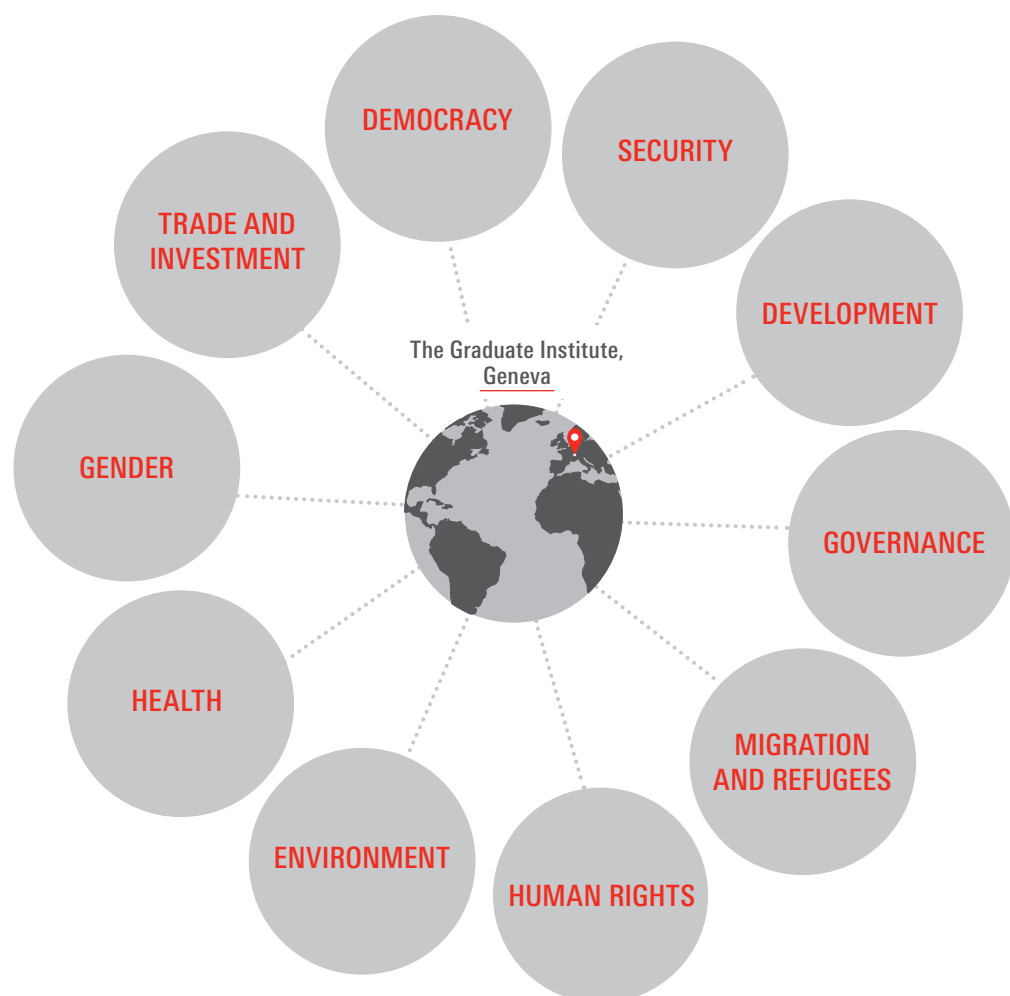 DEMOCRACY
SECURITY
TRADE AND
INVESTMENT
DEVELOPMENT
The Graduate Institute,
Geneva
GENDER
GOVERNANCE
HEALTH
MIGRATION
AND REFUGEES
ENVIRONMENT
HUMAN RIGHTS